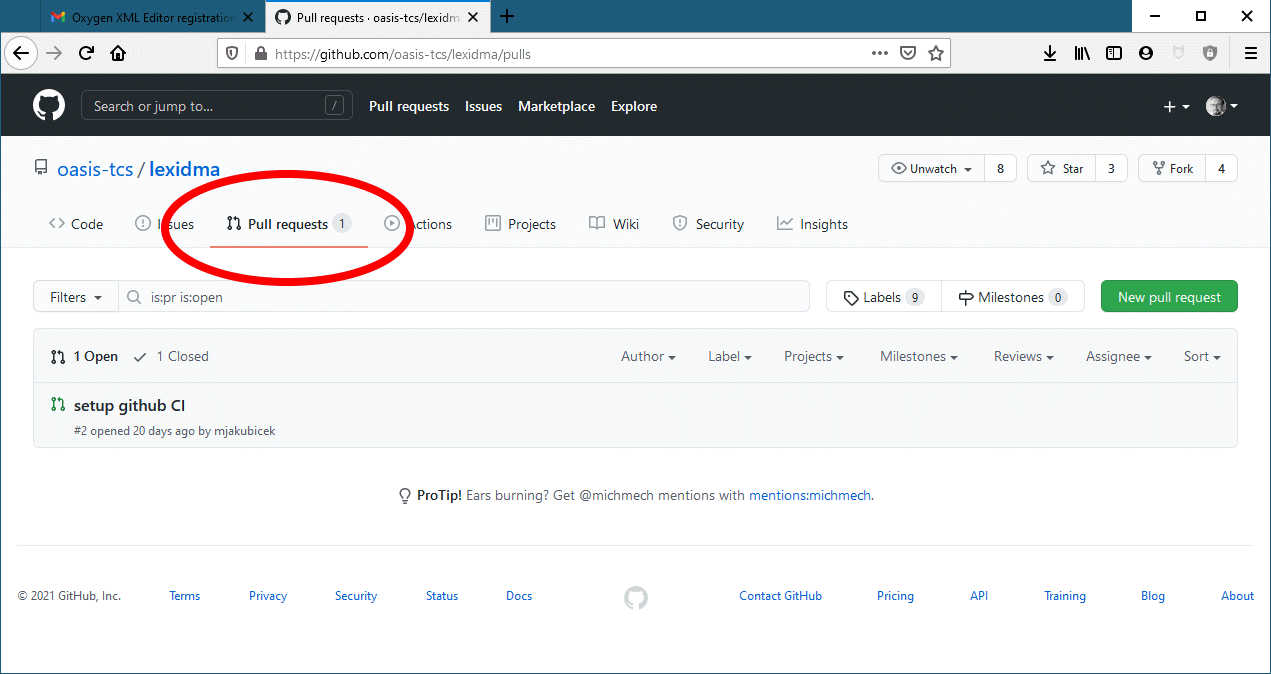 Oxygen XML Editor registration
Pull requests · oasis-tcs/lexidma
https://github.com/oasis-tcs/lexidma/pulls
Search or jump to... /
Pull requests Issues Marketplace Explore
oasis-tcs / lexidma
Unwatch 8 Star 3 Fork 4
Code Issues Pull requests 1 Actions Projects Wiki Security Insights
Filters is:pr is:open Labels 9 Milestones 0 New pull request
1 Open 1 Closed Author Label Projects Milestones Reviews Assignee Sort
setup github CI
#2 opened 20 days ago by mjakubicek
ProTip! Ears burning? Get @michmech mentions with mentions:michmech.
© 2021 GitHub, Inc. Terms Privacy Security Status Docs Contact GitHub Pricing API Training Blog About